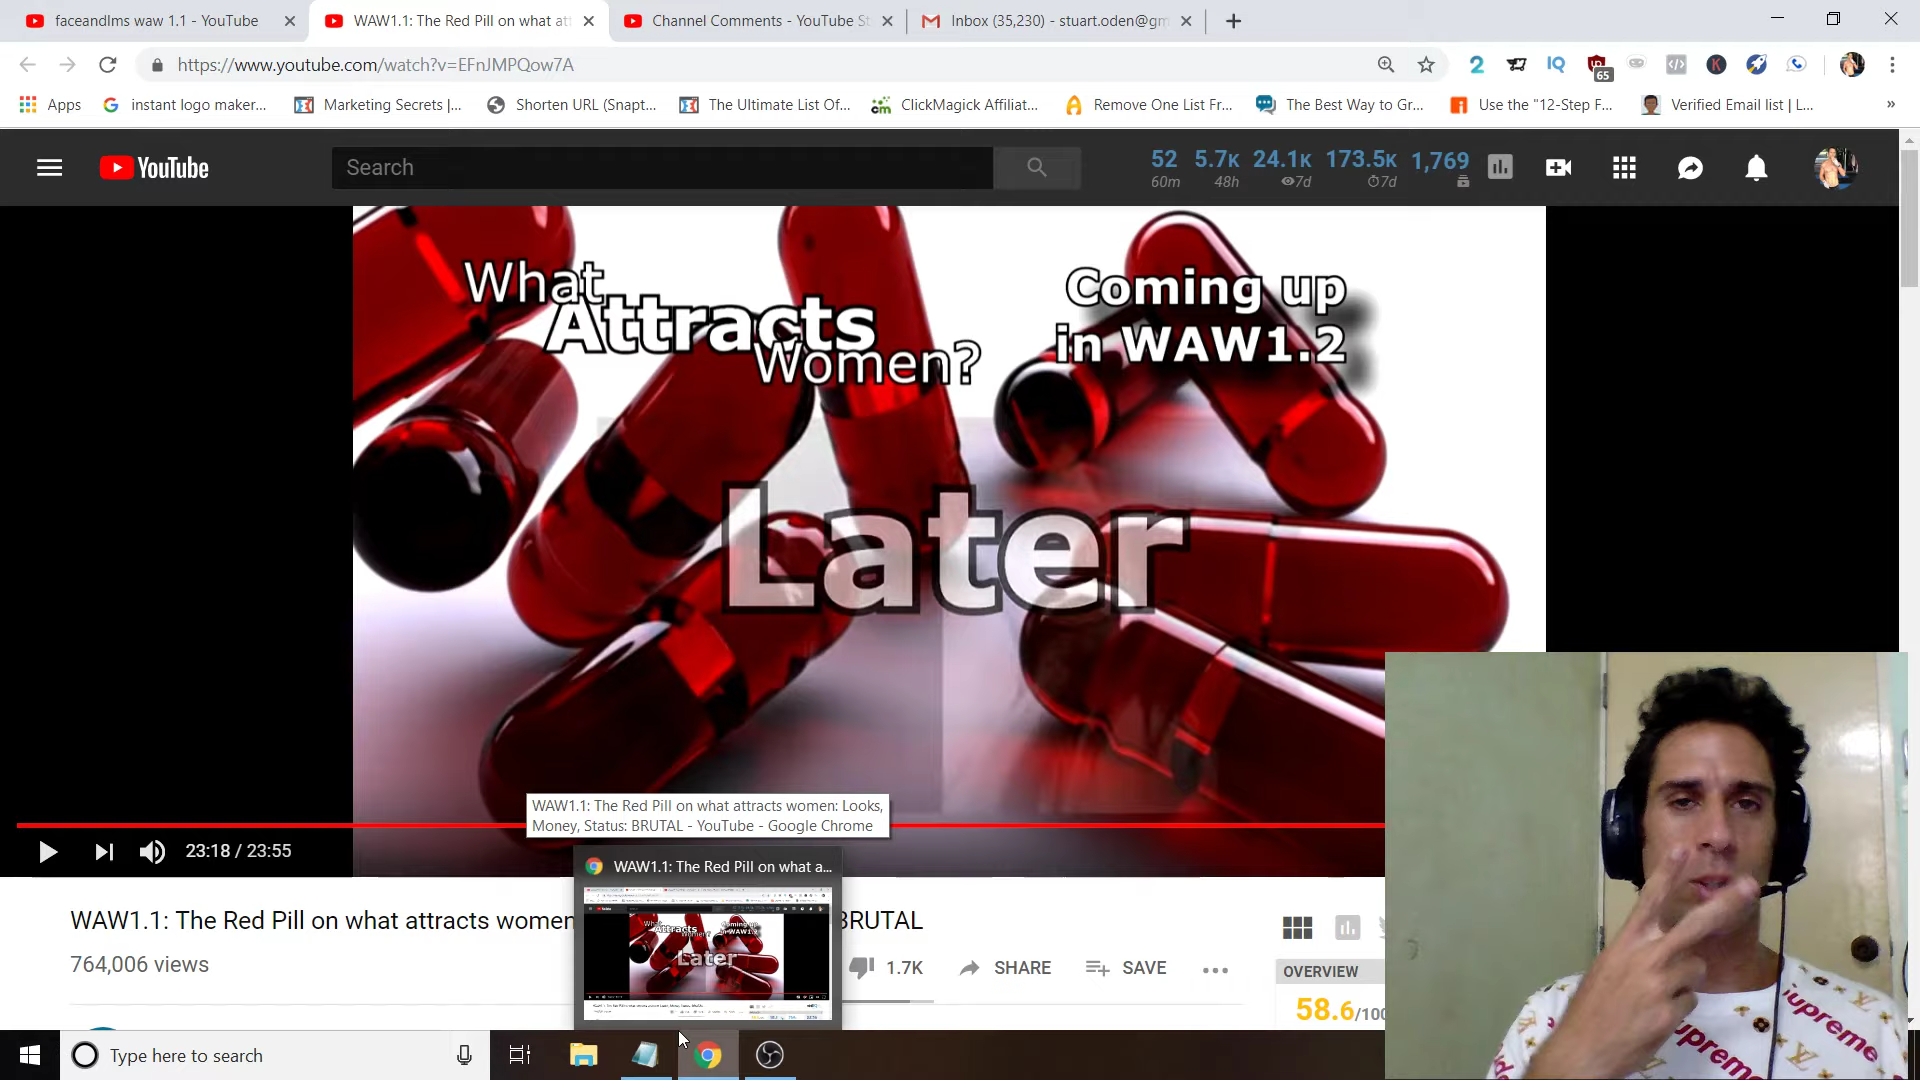 faceandlms waw 1.1 - YouTube
WAW1.1: The Red Pill on what at
Channel Comments - YouTube St
Inbox (35,230) - stuart.oden@gm
https://www.youtube.com/watch?v=EFnJMPQow7A
2
IQ
65
K
Apps
instant logo maker...
Marketing Secrets |...
Shorten URL (Snapt...
The Ultimate List Of...
ClickMagick Affiliat...
Remove One List Fr...
The Best Way to Gr...
Use the "12-Step F...
Verified Email list | L...
YouTube
Search
52 5.7K 24.1K 173.5K 1,769
60m 48h 7d 7d
What
Attracts
Women?
Coming up
in WAW1.2
Later
WAW1.1: The Red Pill on what attracts women: Looks,
Money, Status: BRUTAL - YouTube - Google Chrome
23:18 / 23:55
WAW1.1: The Red Pill on what a...
WAW1.1: The Red Pill on what attracts women
BRUTAL
764,006 views
1.7K
SHARE
SAVE
OVERVIEW
58.6/100
Type here to search
Supreme
Supreme